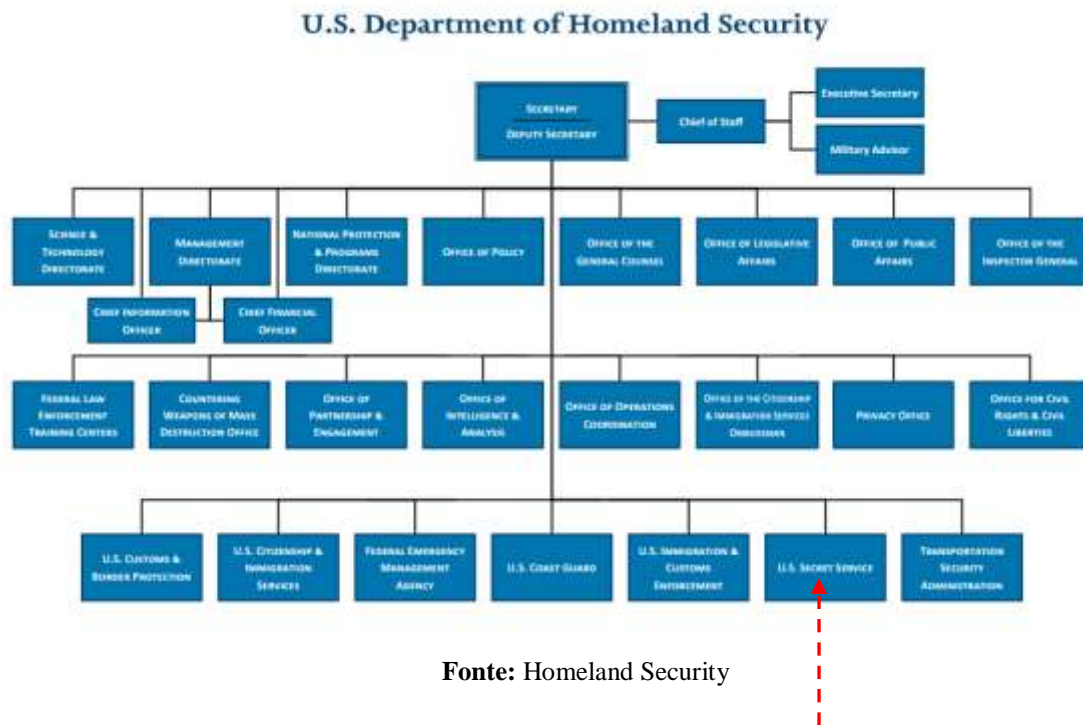 U.S. Department of Homeland Security
SECRETARY
DEPUTY SECRETARY
Chief of Staff
Executive Secretary
Military Advisor
SCIENCE &
TECHNOLOGY
DIRECTORATE
MANAGEMENT
DIRECTORATE
NATIONAL PROTECTION
& PROGRAMS
DIRECTORATE
OFFICE OF POLICY
OFFICE OF THE
GENERAL COUNSEL
OFFICE OF LEGISLATIVE
AFFAIRS
OFFICE OF PUBLIC
AFFAIRS
OFFICE OF THE
INSPECTOR GENERAL
CHIEF INFORMATION
OFFICER
CHIEF FINANCIAL
OFFICER
FEDERAL LAW
ENFORCEMENT
TRAINING CENTERS
COUNTERING
WEAPONS OF MASS
DESTRUCTION OFFICE
OFFICE OF
PARTNERSHIP &
ENGAGEMENT
OFFICE OF
INTELLIGENCE &
ANALYSIS
OFFICE OF OPERATIONS
COORDINATION
OFFICE OF THE CITIZENSHIP
& IMMIGRATION SERVICES
OMBUDSMAN
PRIVACY OFFICE
OFFICE FOR CIVIL
RIGHTS & CIVIL
LIBERTIES
U.S. CUSTOMS &
BORDER PROTECTION
U.S. CITIZENSHIP &
IMMIGRATION
SERVICES
FEDERAL EMERGENCY
MANAGEMENT
AGENCY
U.S. COAST GUARD
U.S. IMMIGRATION &
CUSTOMS
ENFORCEMENT
U.S. SECRET SERVICE
TRANSPORTATION
SECURITY
ADMINISTRATION
Fonte: Homeland Security